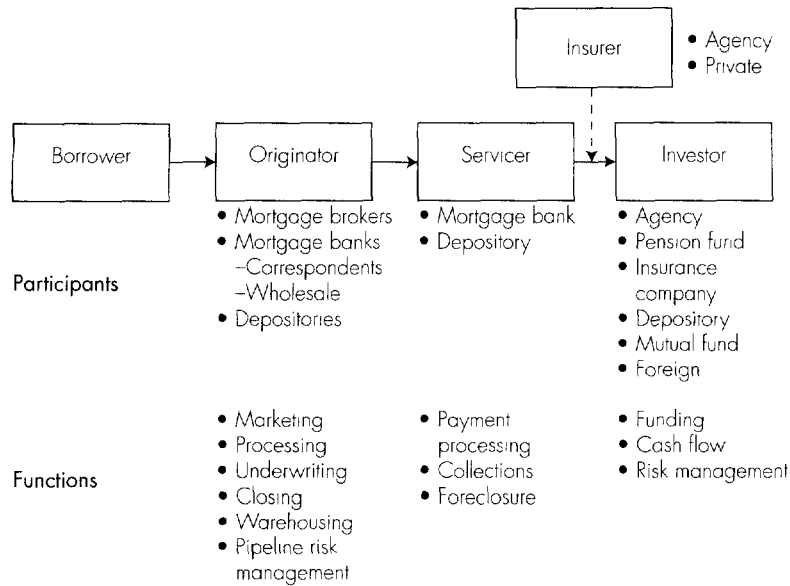 Insurer
• Agency
• Private
Borrower
Originator
Servicer
Investor
Participants
• Mortgage brokers
• Mortgage banks
–Correspondents
–Wholesale
• Depositories
• Mortgage bank
• Depository
• Agency
• Pension fund
• Insurance
company
• Depository
• Mutual fund
• Foreign
Functions
• Marketing
• Processing
• Underwriting
• Closing
• Warehousing
• Pipeline risk
management
• Payment
processing
• Collections
• Foreclosure
• Funding
• Cash flow
• Risk management